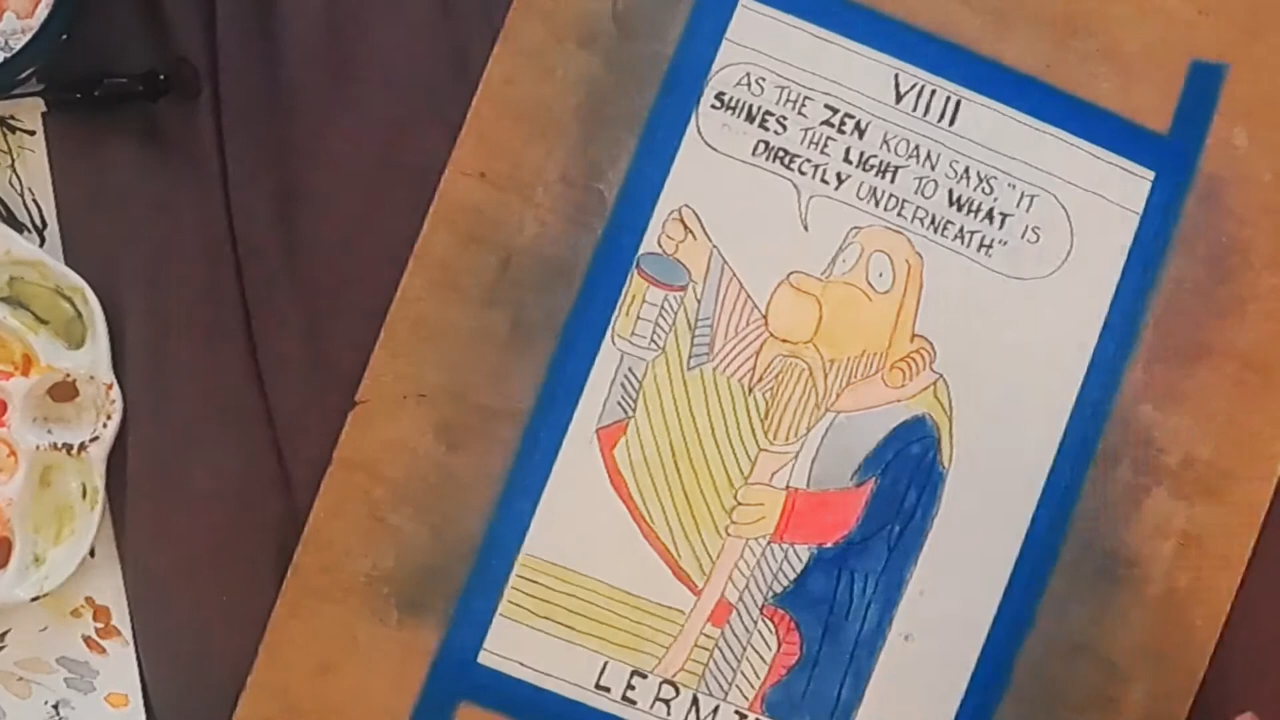 VIIII
AS THE ZEN KOAN SAYS, "IT
SHINES THE LIGHT TO WHAT IS
DIRECTLY UNDERNEATH."